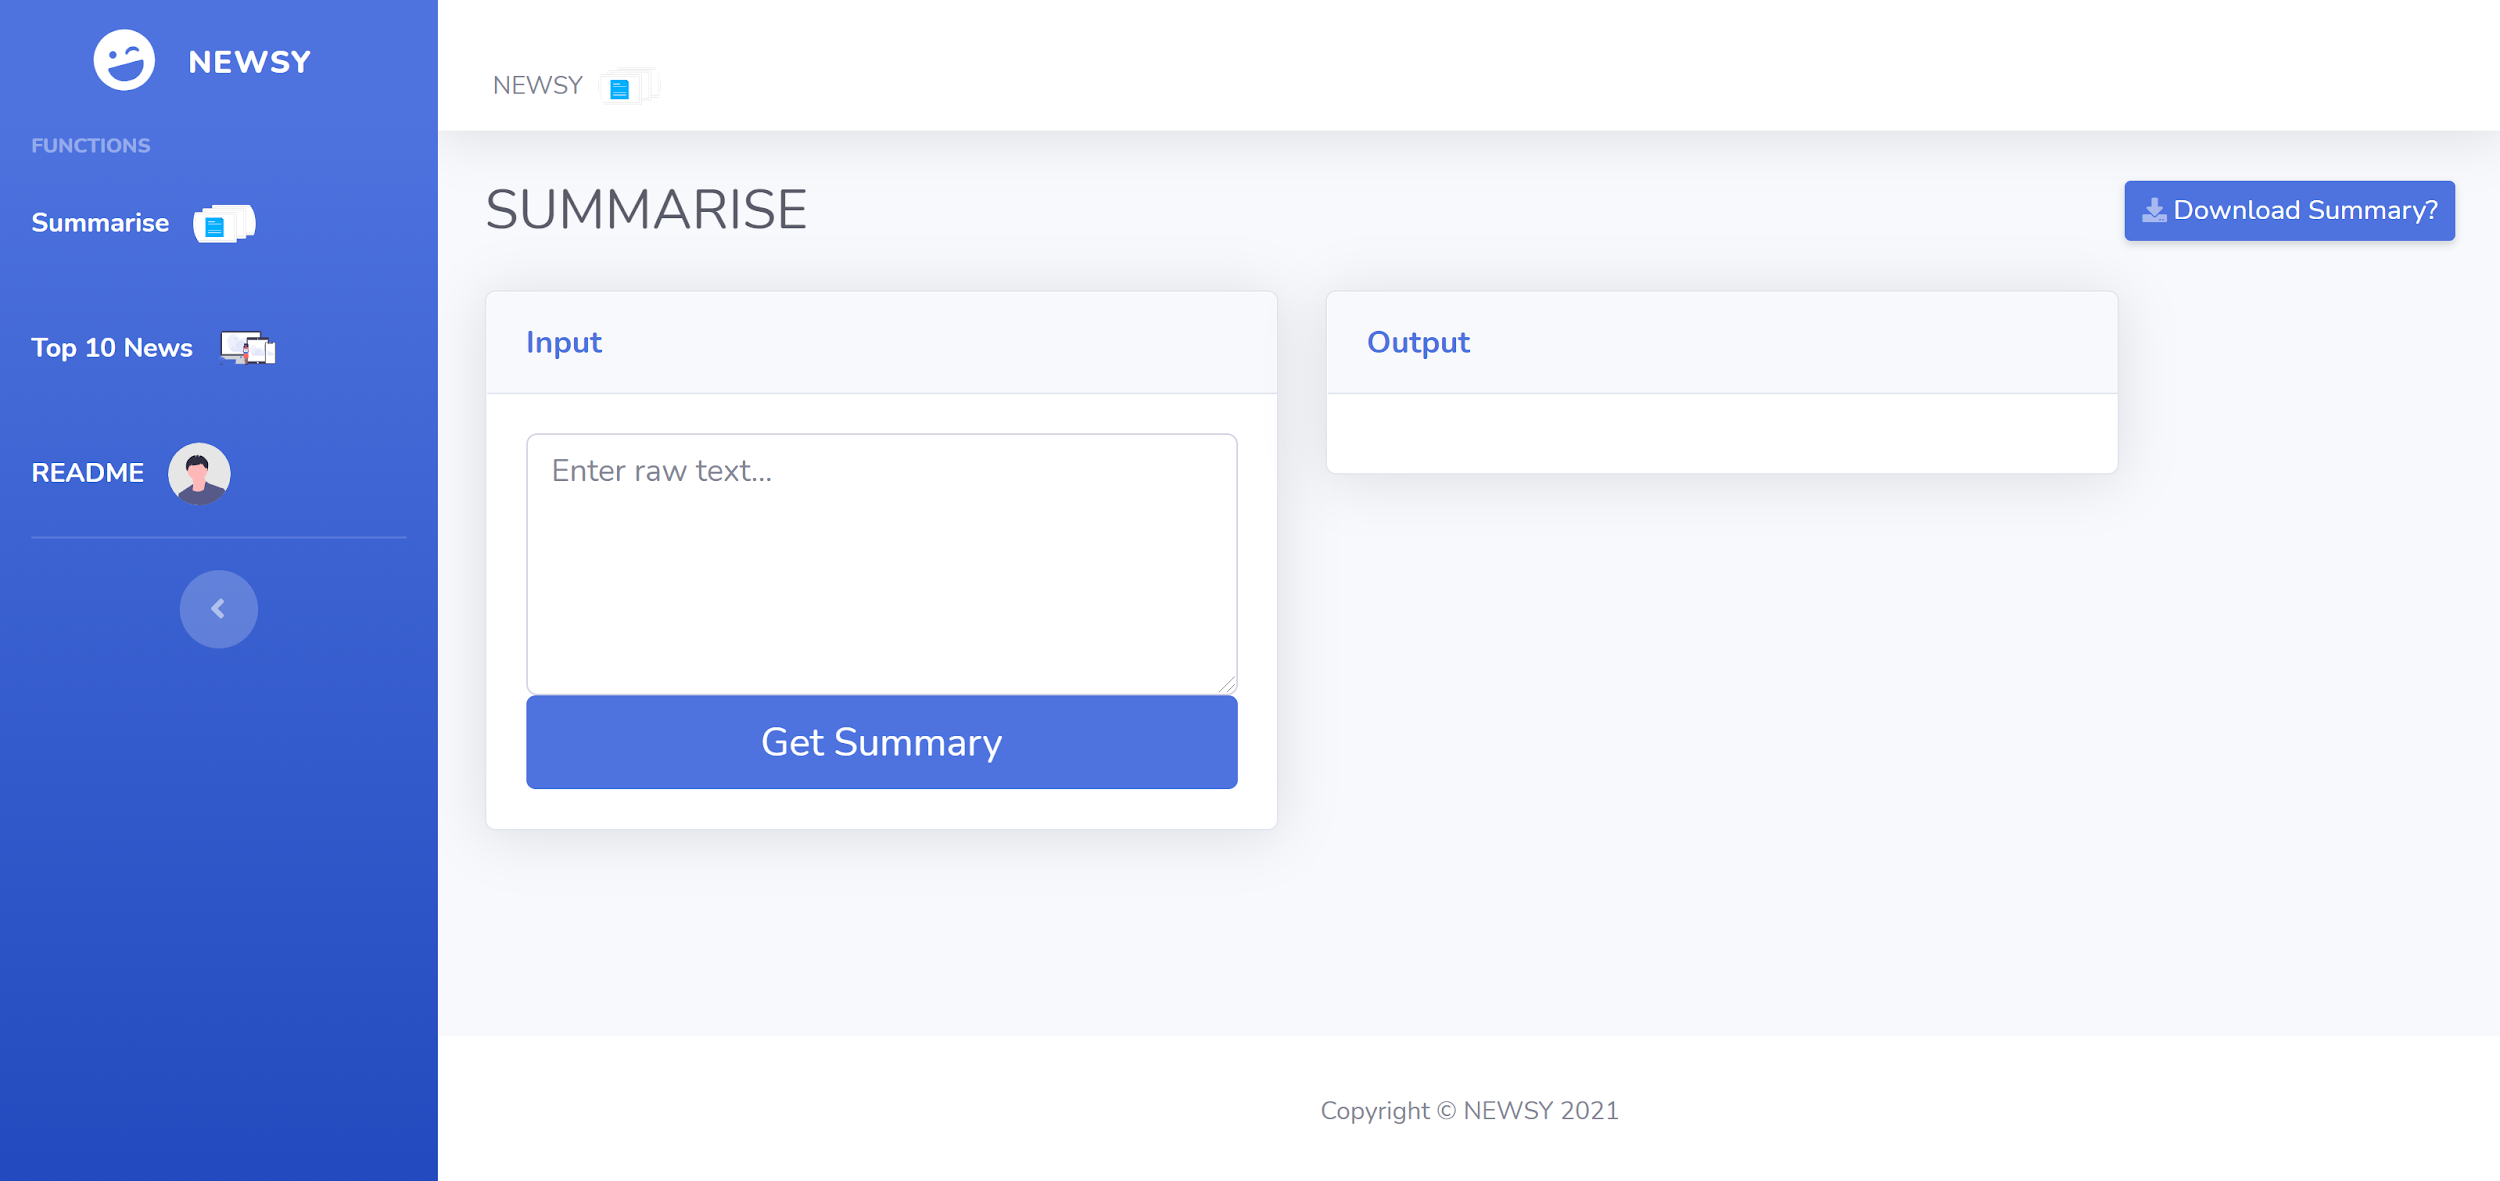 NEWSY
FUNCTIONS
Summarise
Top 10 News
README
NEWSY
SUMMARISE
Download Summary?
Input
Enter raw text...
Get Summary
Output
Copyright © NEWSY 2021